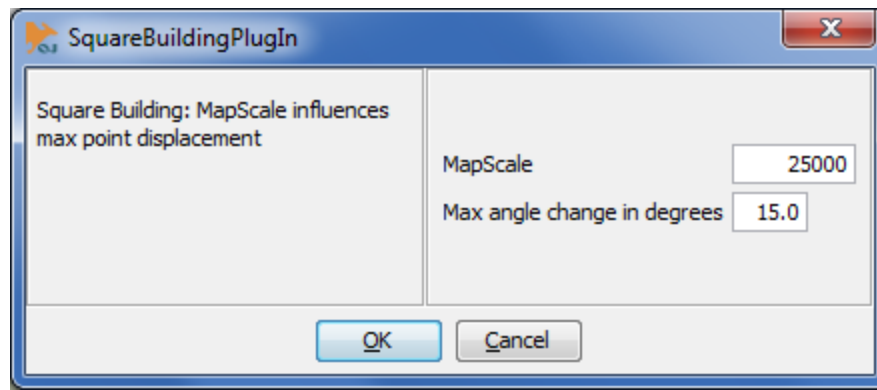 SquareBuildingPlugIn
Square Building: MapScale influences
max point displacement
MapScale 25000
Max angle change in degrees 15.0
OK Cancel